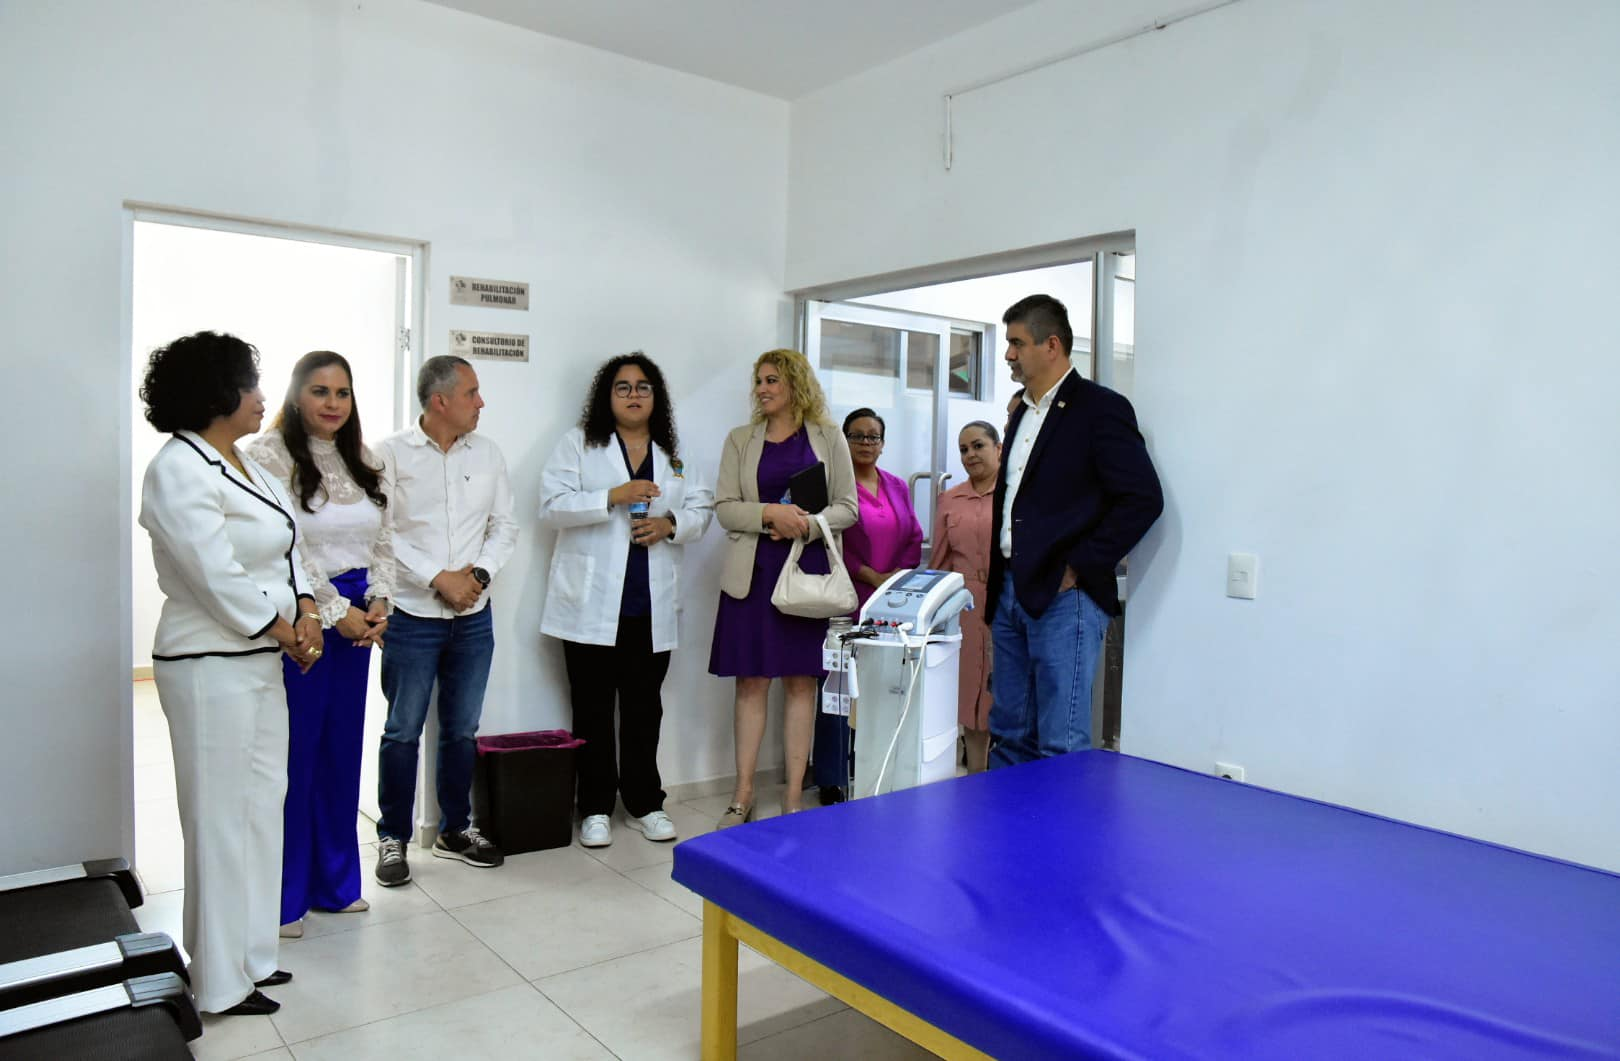 REHABILITACIÓN
PULMONAR
CONSULTORIO DE
REHABILITACIÓN